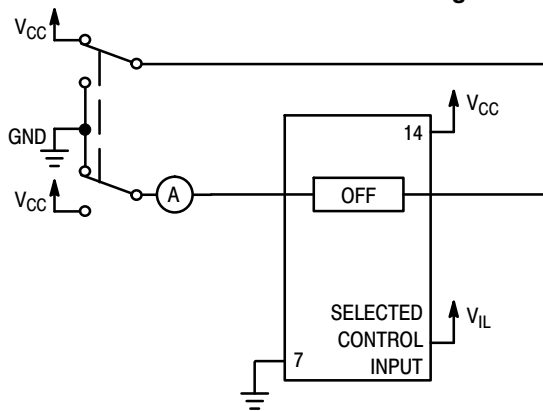 g
V_CC
V_CC
14
GND
A
OFF
V_CC
SELECTED
CONTROL
INPUT
V_IL
7